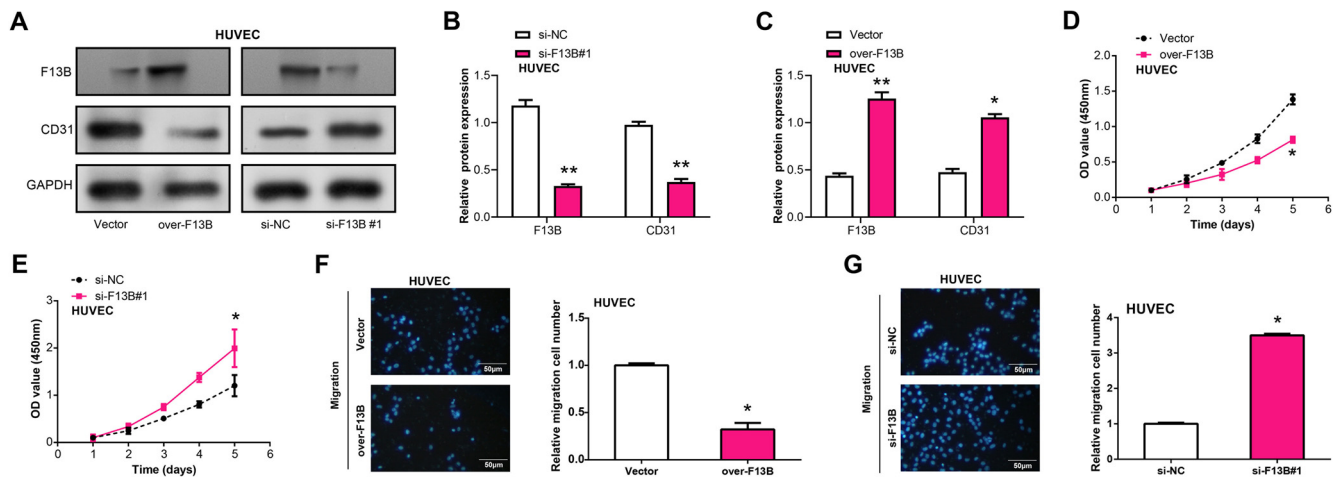 A
HUVEC
F13B
CD31
GAPDH
Vector over-F13B si-NC si-F13B #1
B
si-NC
si-F13B#1
HUVEC
Relative protein expression
1.5
1.0
0.5
0.0
** **
F13B CD31
C
Vector
over-F13B
HUVEC
Relative protein expression
1.5
1.0
0.5
0.0
** *
F13B CD31
D
Vector
over-F13B
HUVEC
OD value (450nm)
2.0
1.5
1.0
0.5
0.0
*
0 1 2 3 4 5 6
Time (days)
E
si-NC
si-F13B#1
HUVEC
OD value (450nm)
3
2
1
0
*
0 1 2 3 4 5 6
Time (days)
F
HUVEC
Migration
Vector
50μm
over-F13B
50μm
HUVEC
Relative migration cell number
1.5
1.0
0.5
0.0
*
Vector over-F13B
G
HUVEC
Migration
si-NC
50μm
si-F13B
50μm
HUVEC
Relative migration cell number
4
3
2
1
0
*
si-NC si-F13B#1